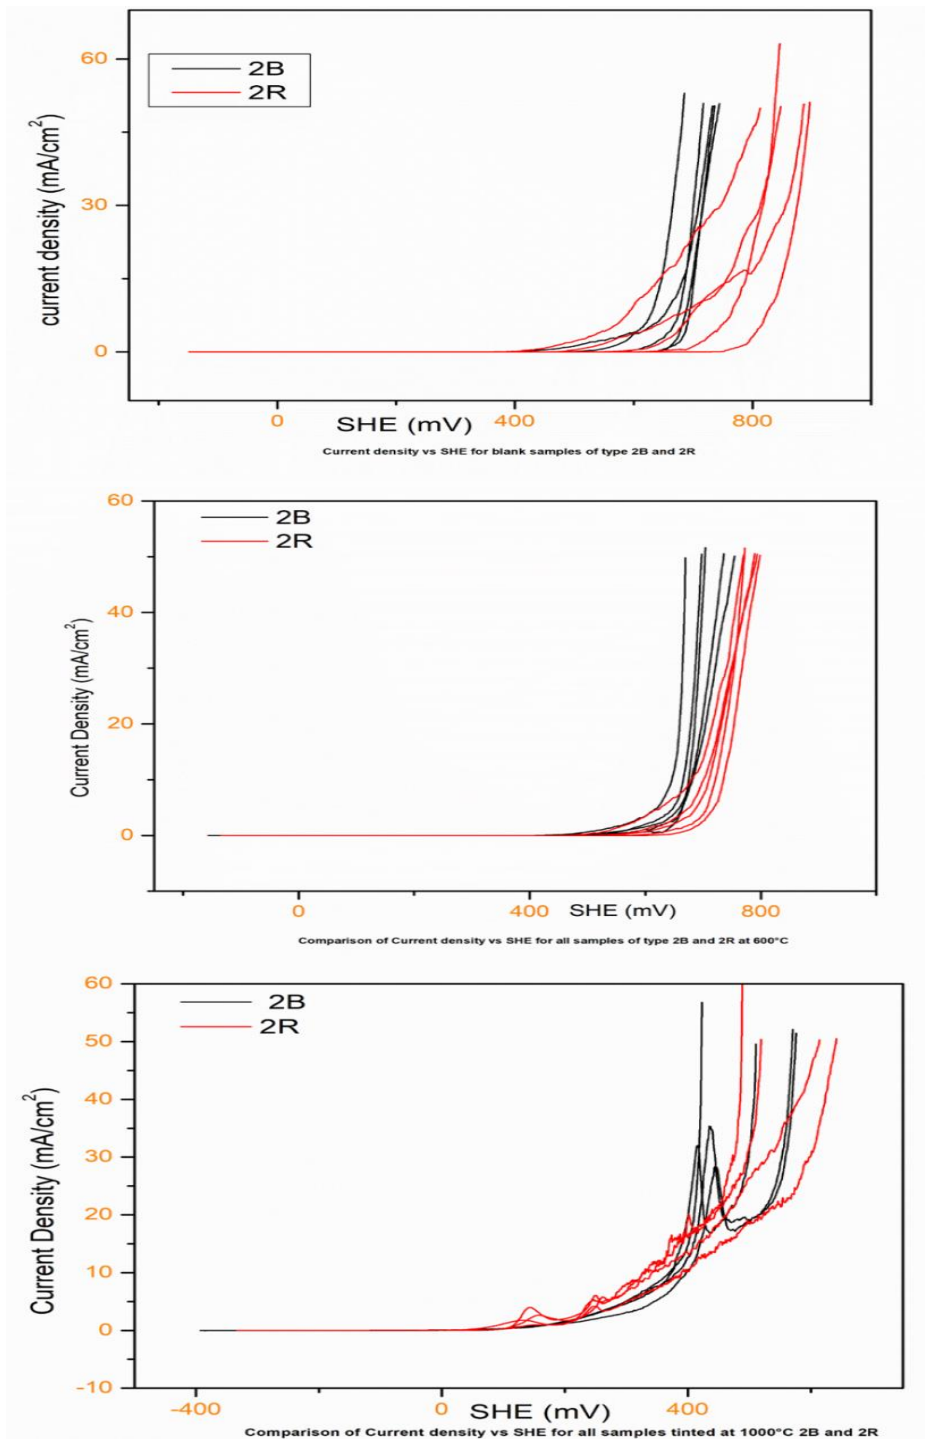 60
30
0
current density (mA/cm²)
2B
2R
0
400
800
SHE (mV)
Current density vs SHE for blank samples of type 2B and 2R
60
40
20
0
Current Density (mA/cm²)
2B
2R
0
400
SHE (mV)
800
Comparison of Current density vs SHE for all samples of type 2B and 2R at 600°C
60
50
40
30
20
10
0
-10
Current Density (mA/cm²)
2B
2R
-400
0
SHE (mV)
400
Comparison of Current density vs SHE for all samples tinted at 1000°C 2B and 2R